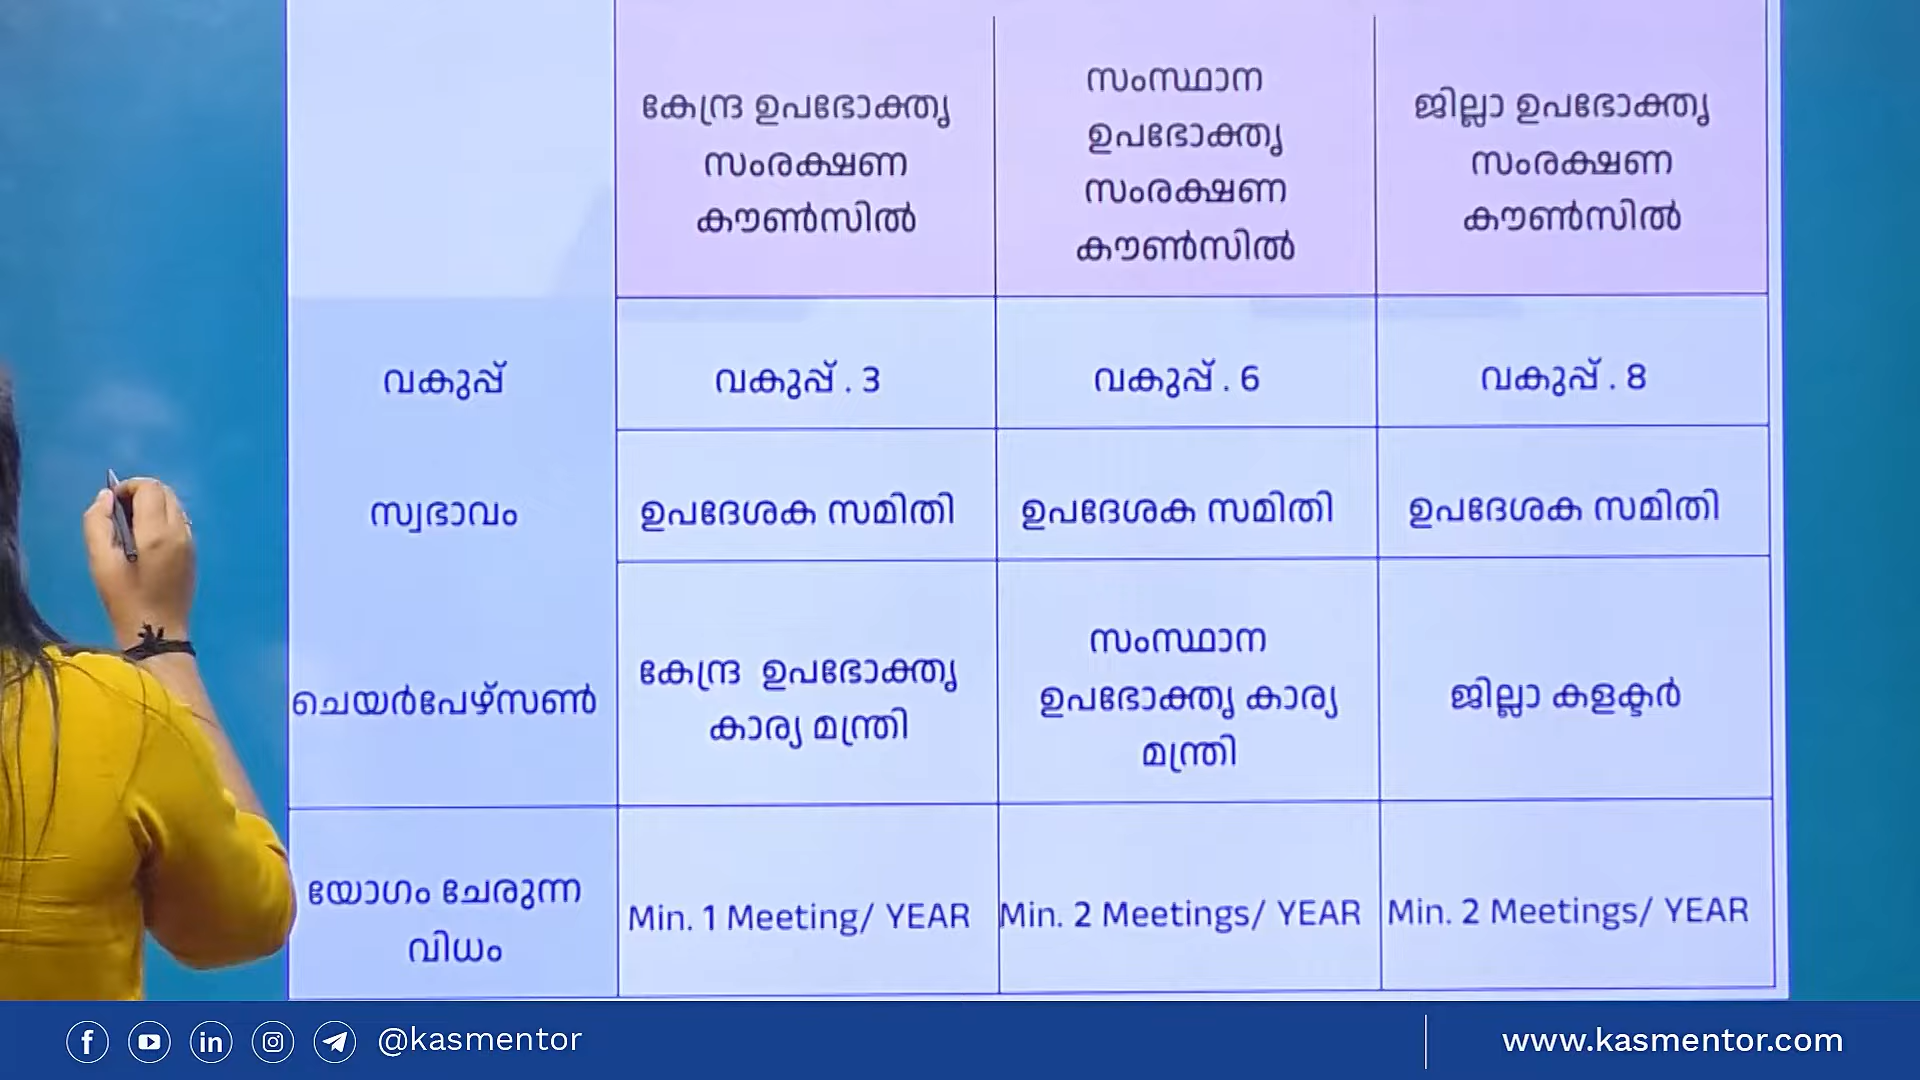 കേന്ദ്ര ഉപഭോക്തൃ
സംരക്ഷണ
കൗൺസിൽ
സംസ്ഥാന
ഉപഭോക്തൃ
സംരക്ഷണ
കൗൺസിൽ
ജില്ലാ ഉപഭോക്തൃ
സംരക്ഷണ
കൗൺസിൽ
വകുപ്പ്
വകുപ്പ് . 3
വകുപ്പ് . 6
വകുപ്പ് . 8
സ്വഭാവം
ഉപദേശക സമിതി
ഉപദേശക സമിതി
ഉപദേശക സമിതി
ചെയർപേഴ്സൺ
കേന്ദ്ര ഉപഭോക്തൃ
കാര്യ മന്ത്രി
സംസ്ഥാന
ഉപഭോക്തൃ കാര്യ
മന്ത്രി
ജില്ലാ കളക്ടർ
യോഗം ചേരുന്ന
വിധം
Min. 1 Meeting/ YEAR
Min. 2 Meetings/ YEAR
Min. 2 Meetings/ YEAR
@kasmentor
www.kasmentor.com